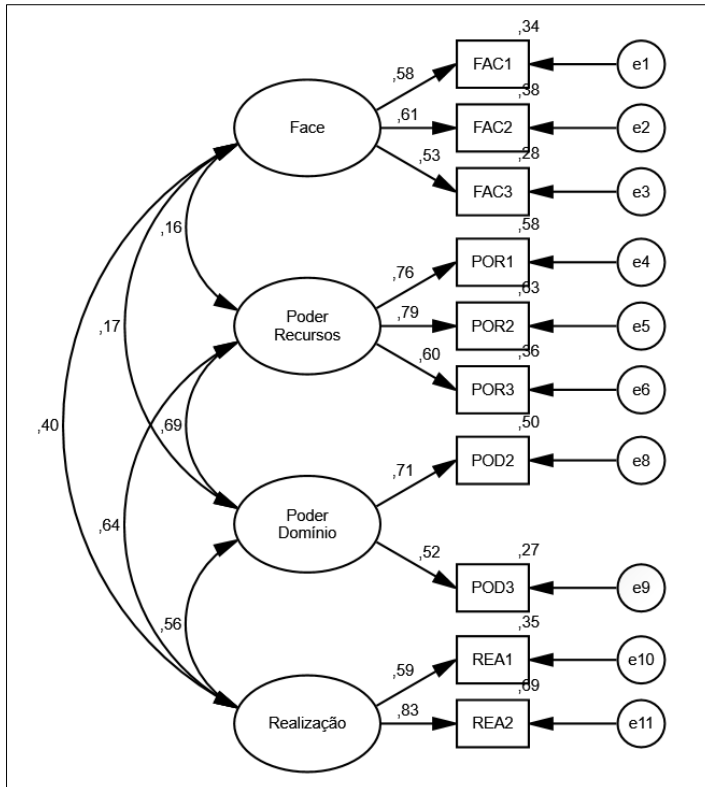 ,34
,58
FAC1
e1
,38
Face
,61
FAC2
e2
,28
,53
FAC3
e3
,16
,58
,76
POR1
e4
,63
Poder
Recursos
,79
POR2
e5
,17
,36
,60
POR3
e6
,40
,69
,50
,71
POD2
e8
Poder
Domínio
,64
,52
,27
POD3
e9
,56
,35
,59
REA1
e10
,69
Realização
,83
REA2
e11